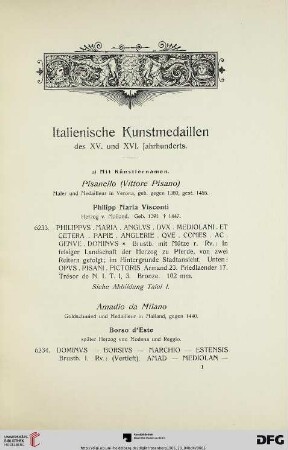 Italienische Kunstmedaillen
des XV. und XVI. Jahrhunderts.
a) Mit Künstlernamen.
Pisanello (Vittore Pisano)
Maler und Medailleur in Verona, geb. gegen 1380, gest. 1455.
Philipp Maria Visconti
Herzog v. Mailand. Geb. 1391 † 1447.
6233. PHILIPPVS . MARIA . ANGLVS . DVX . MEDIOLANI . ET
CETERA . PAPIE . ANGLERIE . QVE . COMES . AC .
GENVE . DOMINVS • Brustb. mit Mütze r. Rv.: In
felsiger Landschaft der Herzog zu Pferde, von zwei
Reitern gefolgt; im Hintergrunde Stadtansicht. Unten:
OPVS . PISANI . PICTORIS Armand 23. Friedländer 17.
Trésor de N. I. T. I, 3. Bronze. 102 mm.
Siehe Abbildung Tafel I.
Amadio da Milano
Goldschmied und Medailleur in Mailand, gegen 1440.
Borso d'Este
später Herzog von Modena und Reggio.
6234. DOMINVS — BORSIVS — MARCHIO — ESTENSIS
Brustb. l. Rv.: (Vertieft). AMAD — MEDIOLAN —
1
UNIVERSITÄTS-
BIBLIOTHEK
HEIDELBERG
DFG